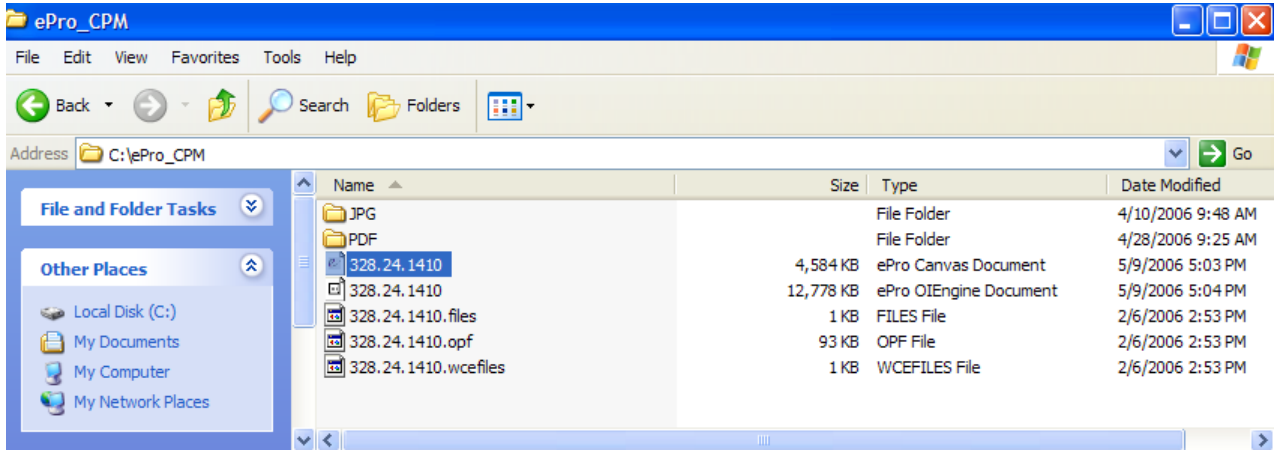 ePro_CPM
File Edit View Favorites Tools Help
Back Search Folders
Address C:\ePro_CPM Go
Name Size Type Date Modified
File and Folder Tasks
JPG File Folder 4/10/2006 9:48 AM
PDF File Folder 4/28/2006 9:25 AM
Other Places
328.24.1410 4,584 KB ePro Canvas Document 5/9/2006 5:03 PM
328.24.1410 12,778 KB ePro OIEngine Document 5/9/2006 5:04 PM
Local Disk (C:)
328.24.1410.files 1 KB FILES File 2/6/2006 2:53 PM
My Documents
328.24.1410.opf 93 KB OPF File 2/6/2006 2:53 PM
My Computer
328.24.1410.wcefiles 1 KB WCEFILES File 2/6/2006 2:53 PM
My Network Places